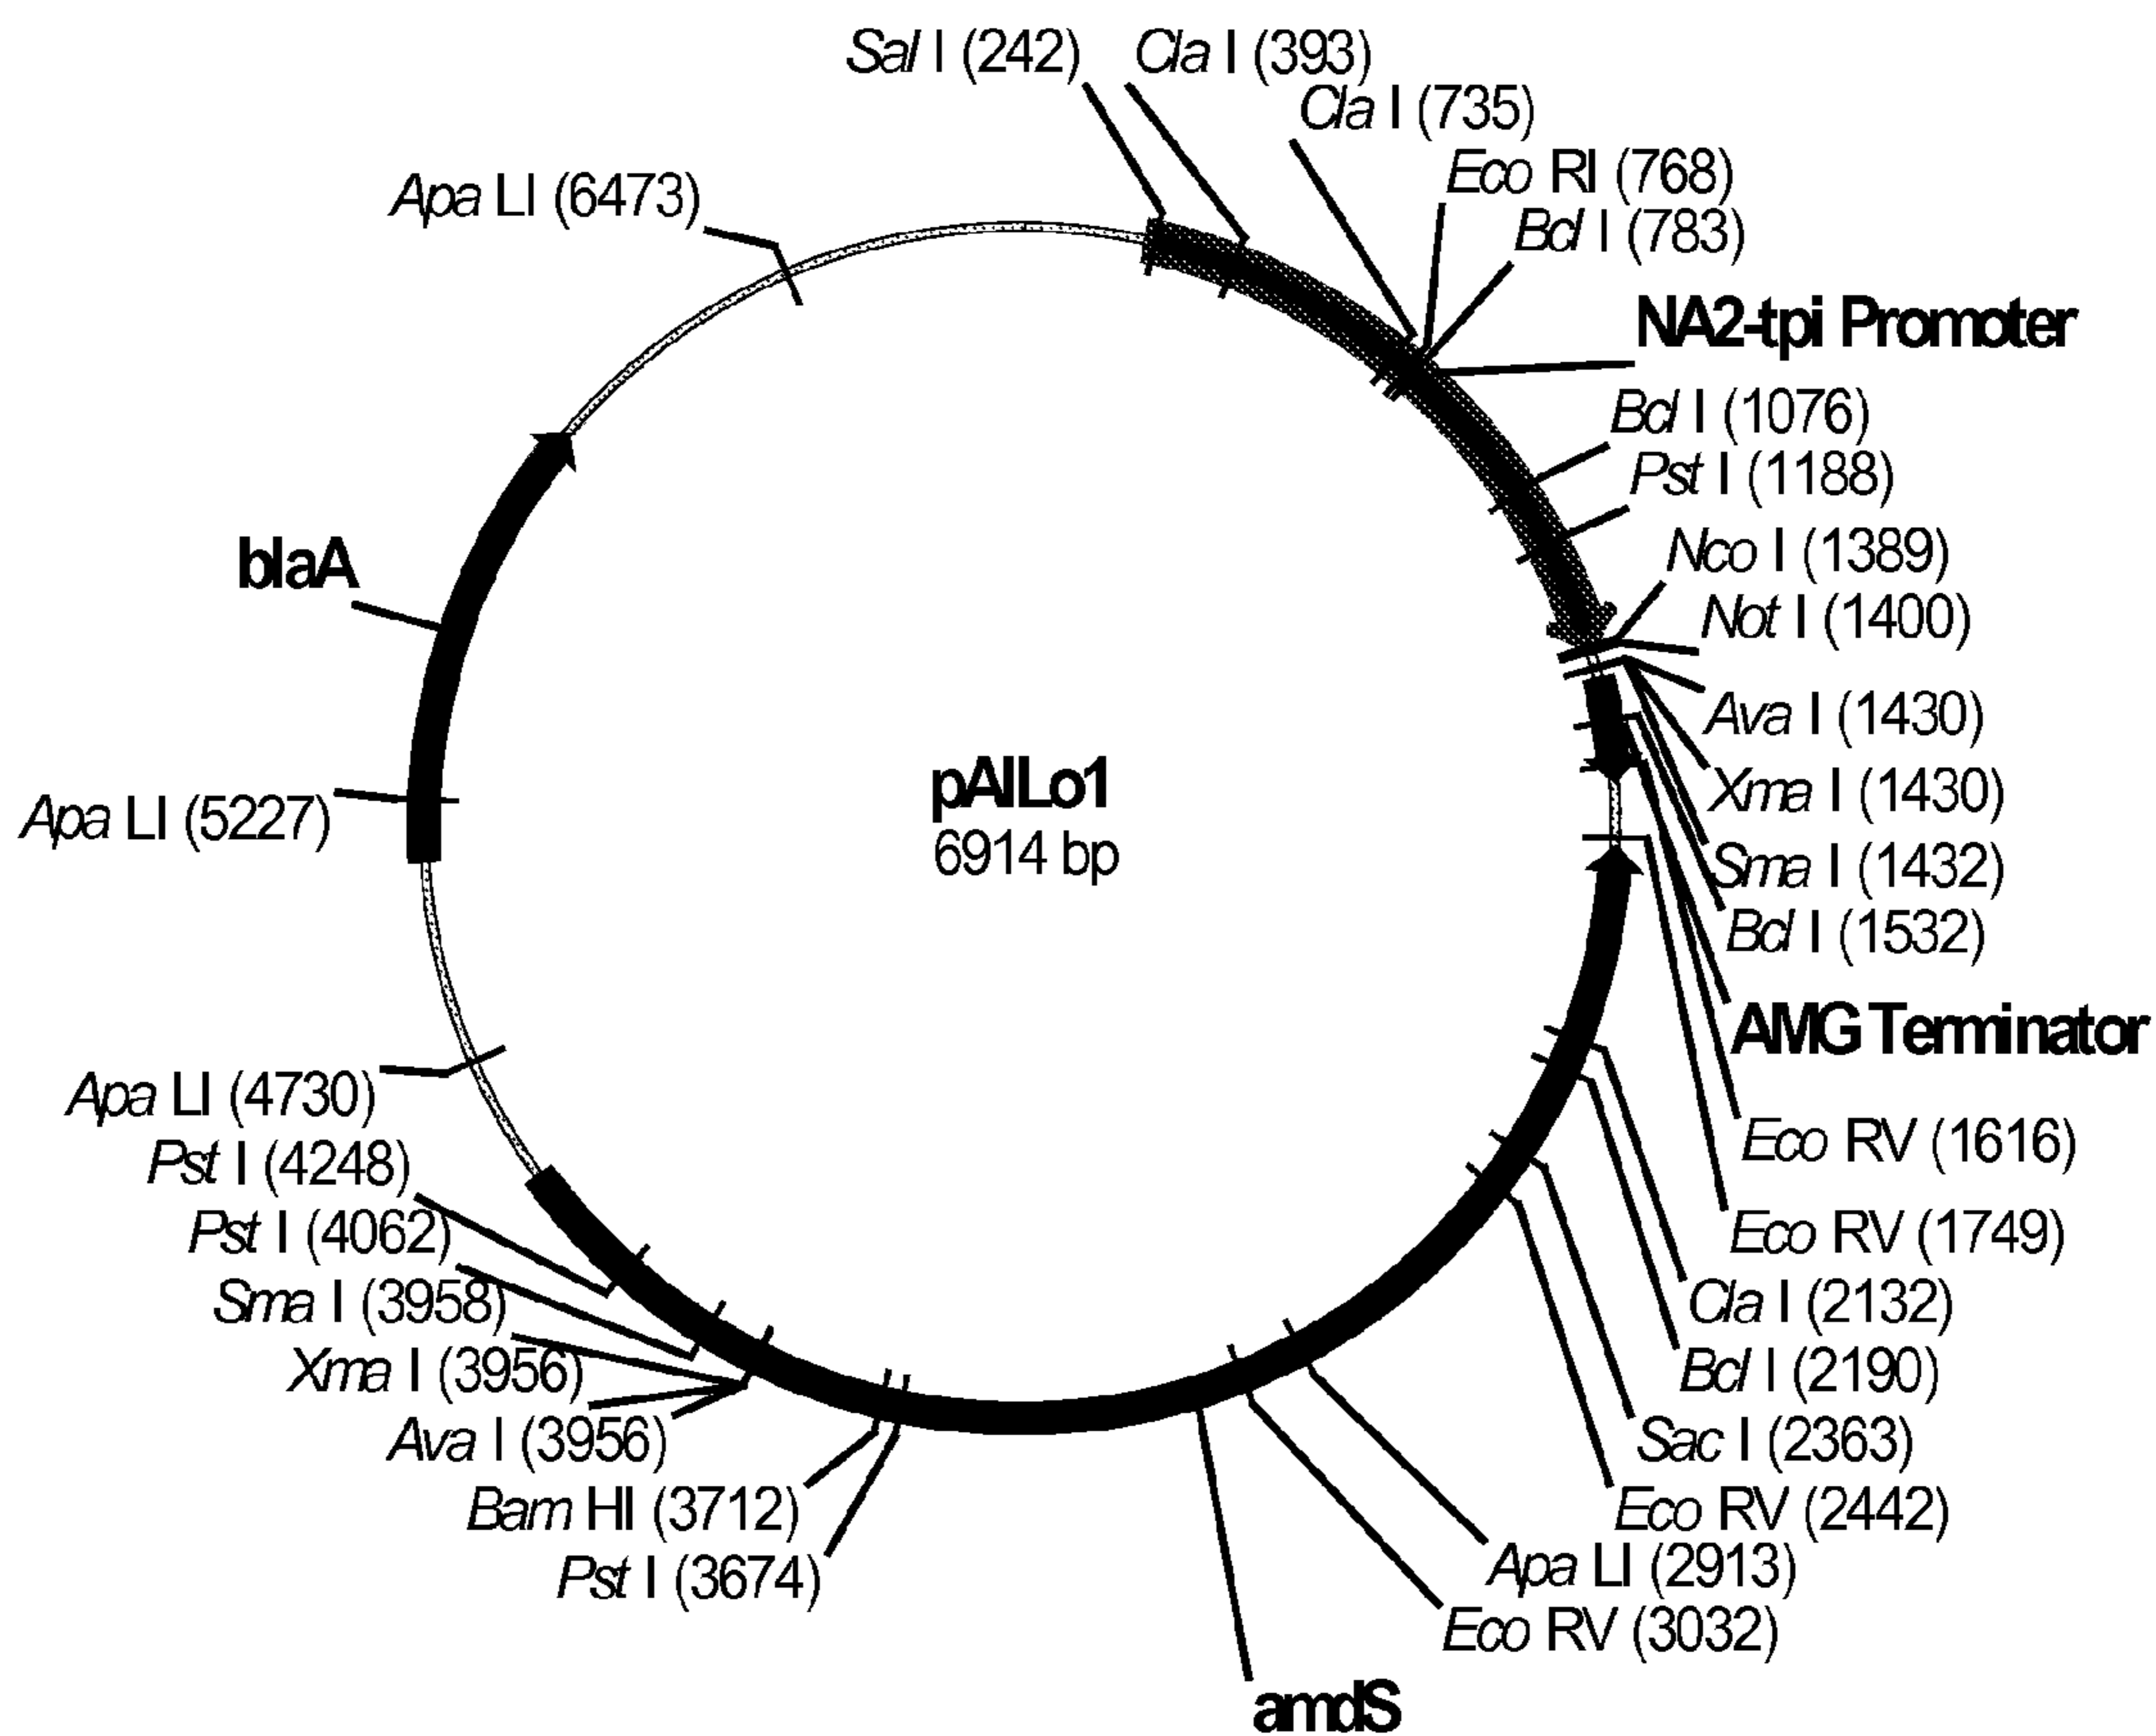 Sal I (242)
Cla I (393)
Cla I (735)
Eco RI (768)
Bcl I (783)
NA2-tpi Promoter
Bcl I (1076)
Pst I (1188)
Nco I (1389)
Not I (1400)
Ava I (1430)
Xma I (1430)
Sma I (1432)
Bcl I (1532)
AMG Terminator
Eco RV (1616)
Eco RV (1749)
Cla I (2132)
Bcl I (2190)
Sac I (2363)
Eco RV (2442)
Apa LI (2913)
Eco RV (3032)
amdS
Pst I (3674)
Bam HI (3712)
Ava I (3956)
Xma I (3956)
Sma I (3958)
Pst I (4062)
Pst I (4248)
Apa LI (4730)
Apa LI (5227)
blaA
Apa LI (6473)
pAlLo1
6914 bp